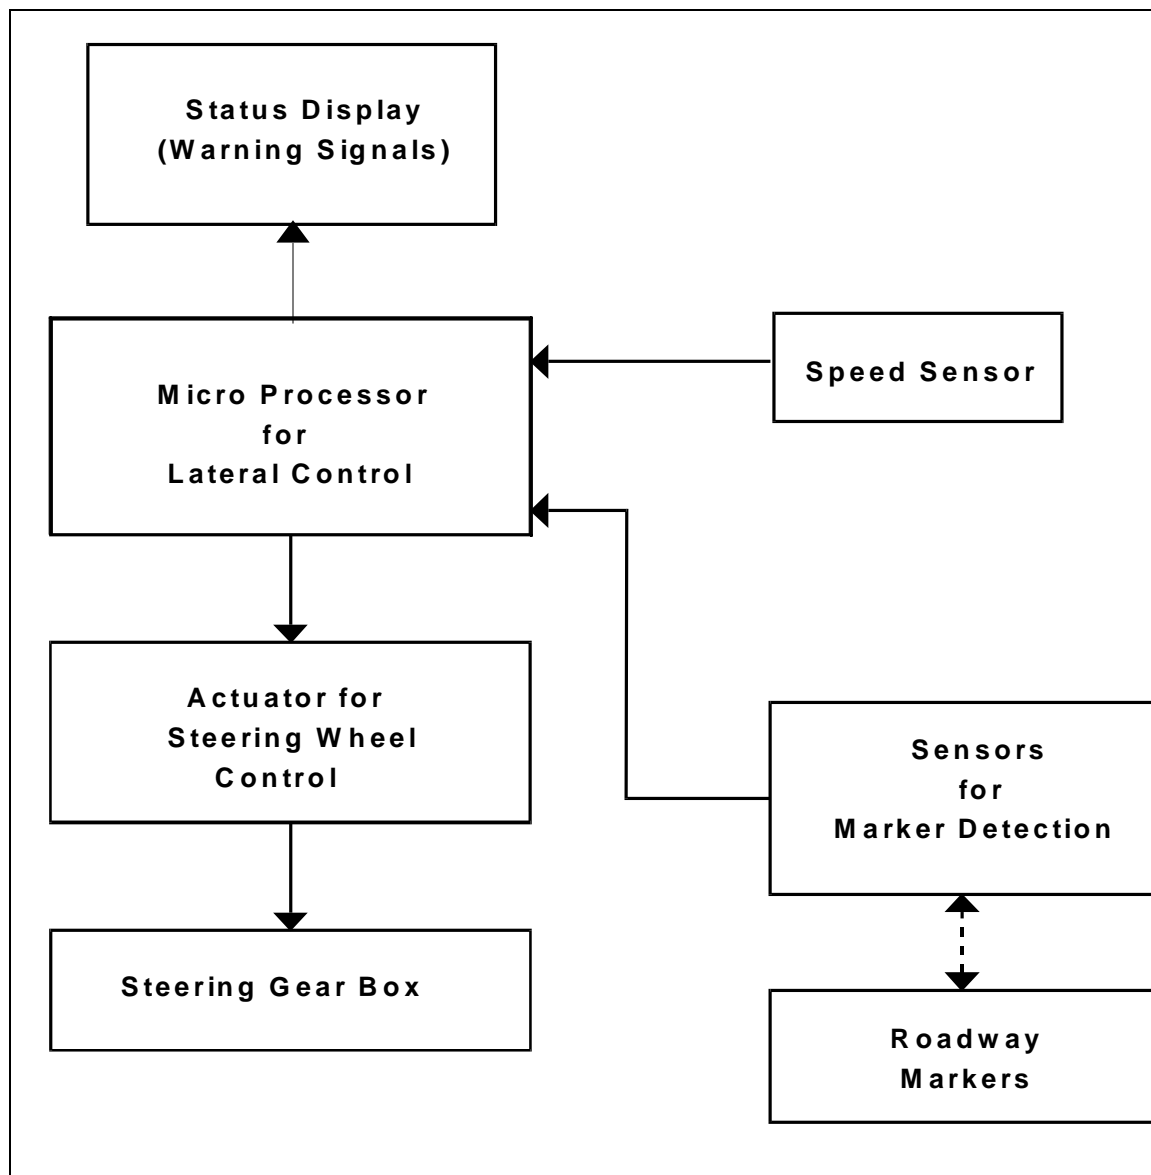 Status Display
(Warning Signals)
Micro Processor
for
Lateral Control
Speed Sensor
Actuator for
Steering Wheel
Control
Sensors
for
Marker Detection
Steering Gear Box
Roadway
Markers